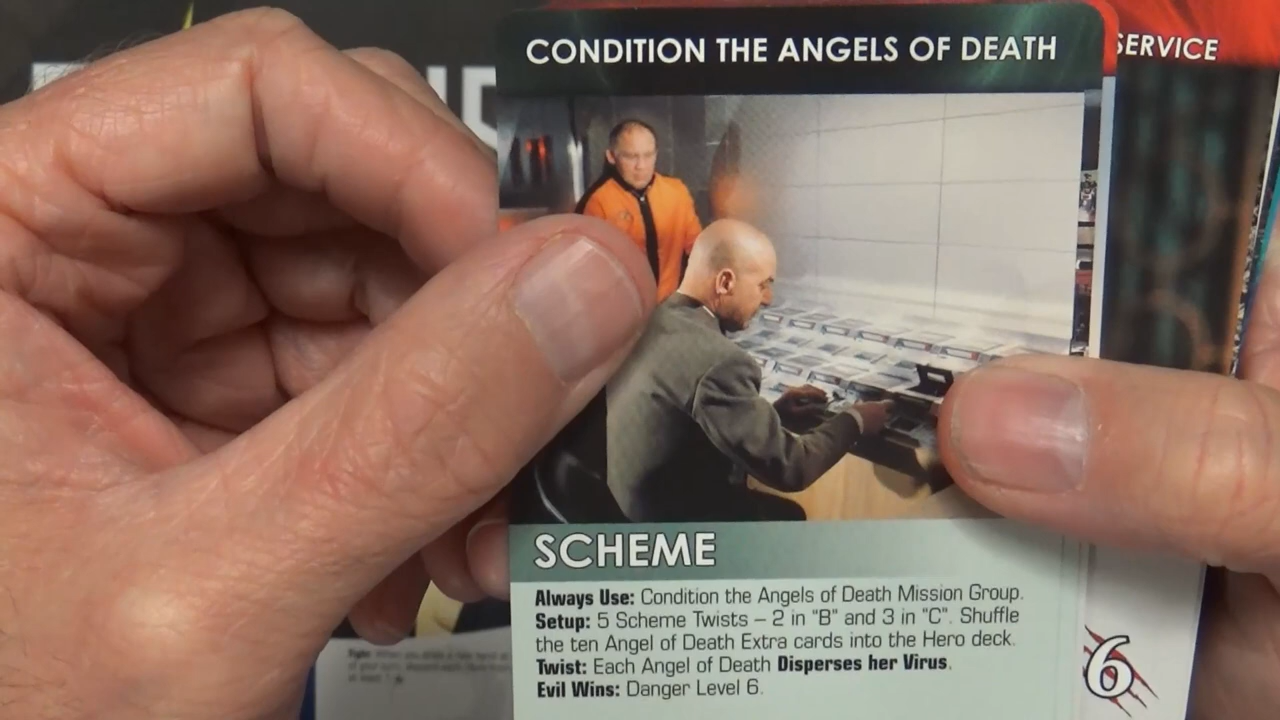 CONDITION THE ANGELS OF DEATH
SERVICE
SCHEME
Always Use: Condition the Angels of Death Mission Group.
Setup: 5 Scheme Twists – 2 in "B" and 3 in "C". Shuffle
the ten Angel of Death Extra cards into the Hero deck.
Twist: Each Angel of Death Disperses her Virus.
Evil Wins: Danger Level 6.
6